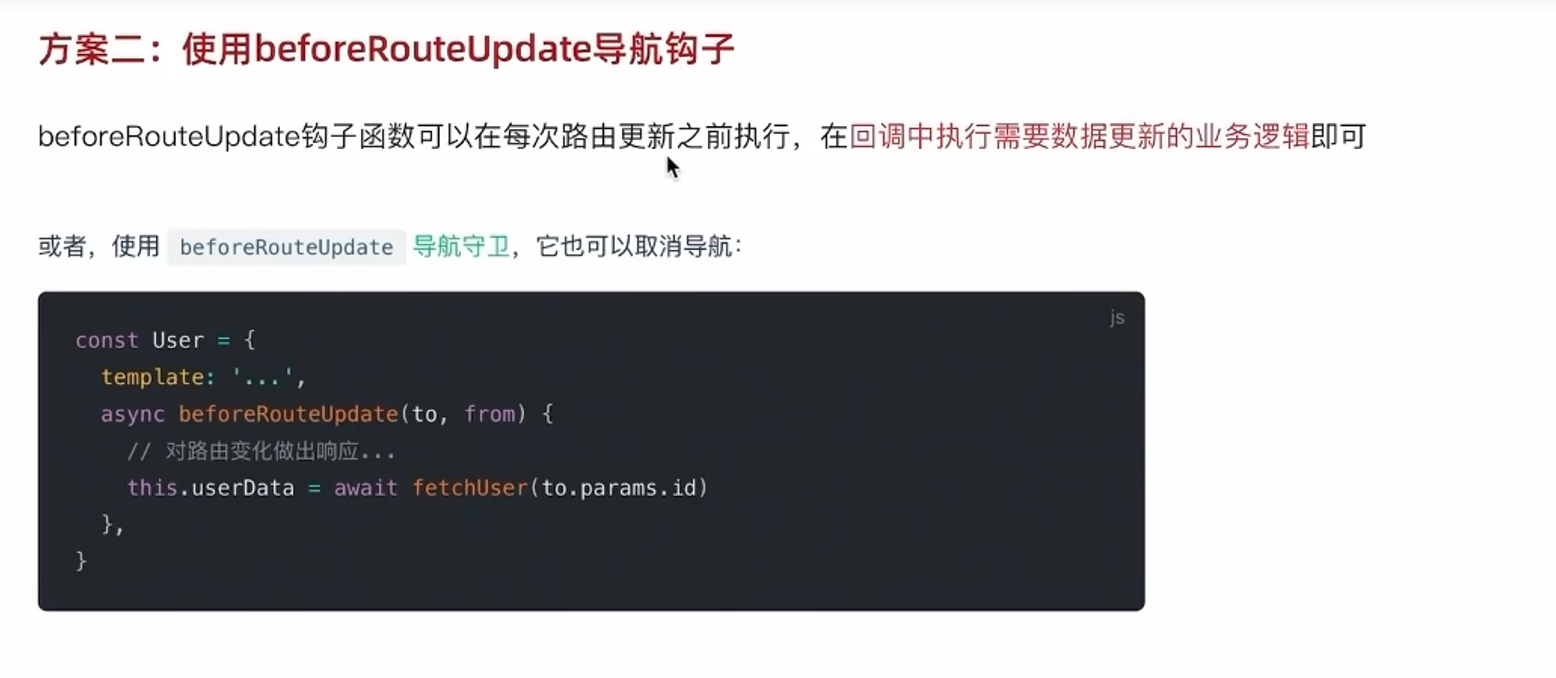 方案二：使用beforeRouteUpdate导航钩子
beforeRouteUpdate钩子函数可以在每次路由更新之前执行，在回调中执行需要数据更新的业务逻辑即可
或者，使用 beforeRouteUpdate 导航守卫，它也可以取消导航：
js
const User = {
  template: '...',
  async beforeRouteUpdate(to, from) {
    // 对路由变化做出响应...
    this.userData = await fetchUser(to.params.id)
  },
}